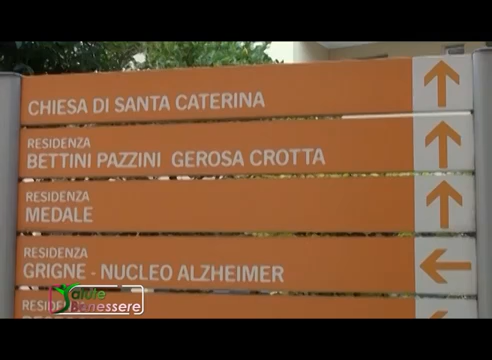 CHIESA DI SANTA CATERINA
RESIDENZA
BETTINI PAZZINI GEROSA CROTTA
RESIDENZA
MEDALE
RESIDENZA
GRIGNE - NUCLEO ALZHEIMER
Salute
Benessere